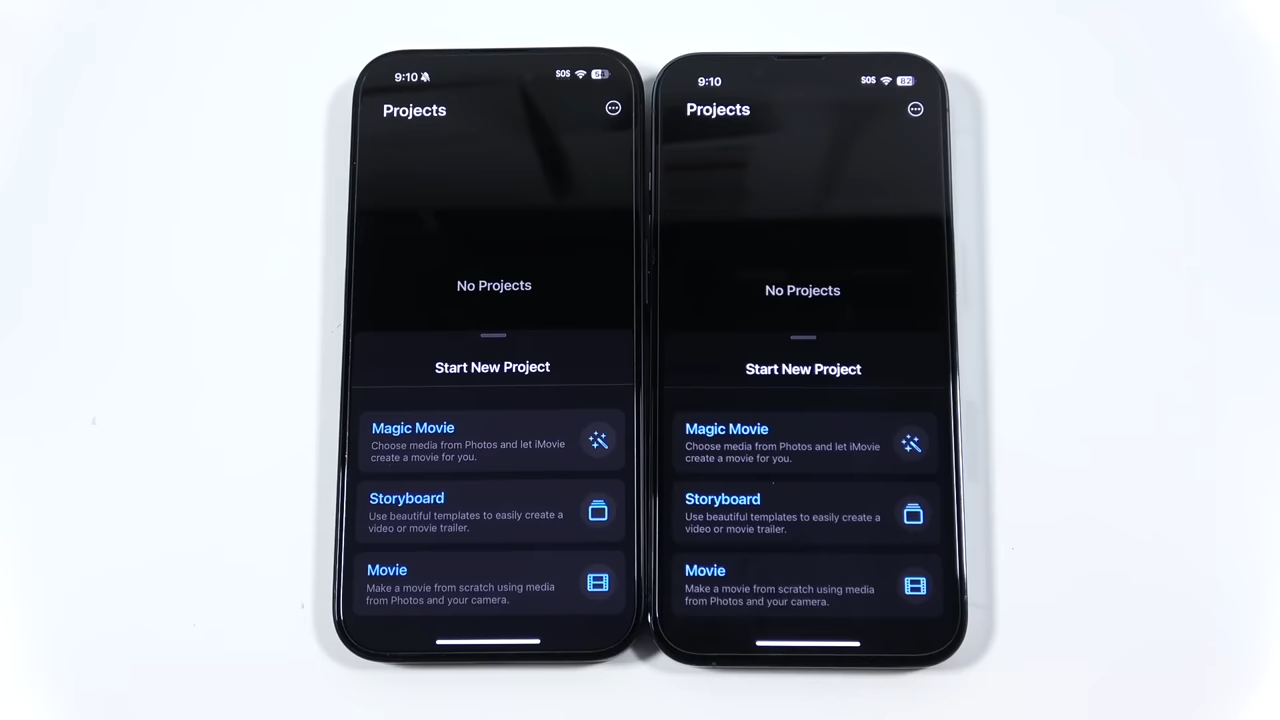 9:10
SOS 54
Projects
No Projects
Start New Project
Magic Movie
Choose media from Photos and let iMovie
create a movie for you.
Storyboard
Use beautiful templates to easily create a
video or movie trailer.
Movie
Make a movie from scratch using media
from Photos and your camera.
9:10
SOS 82
Projects
No Projects
Start New Project
Magic Movie
Choose media from Photos and let iMovie
create a movie for you.
Storyboard
Use beautiful templates to easily create a
video or movie trailer.
Movie
Make a movie from scratch using media
from Photos and your camera.